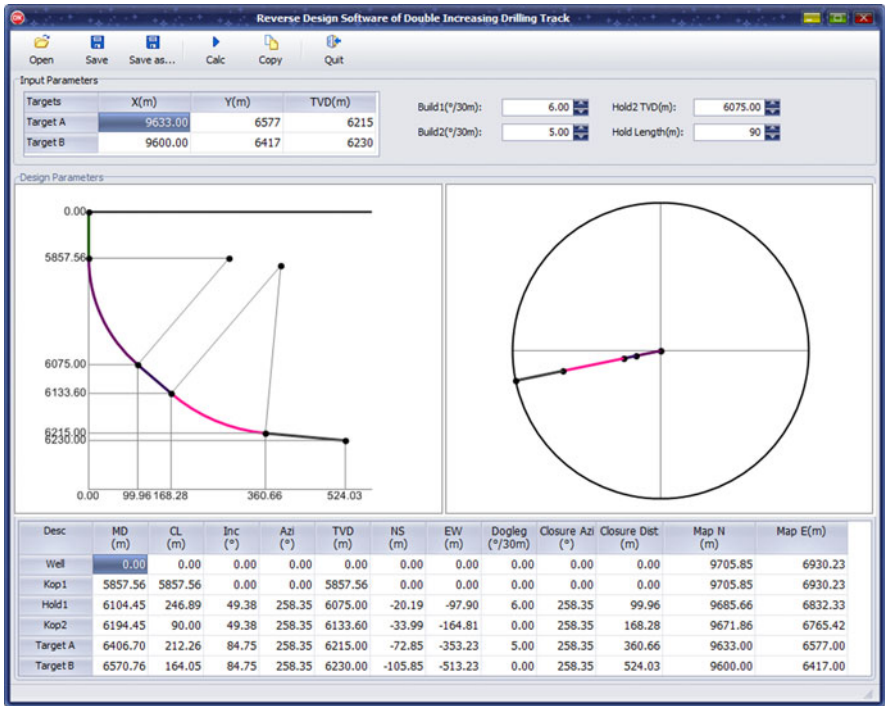 Reverse Design Software of Double Increasing Drilling Track
Open Save Save as... Calc Copy Quit
Input Parameters
Targets X(m) Y(m) TVD(m)
Target A 9633.00 6577 6215
Target B 9600.00 6417 6230
Build1(°/30m): 6.00 Hold2 TVD(m): 6075.00
Build2(°/30m): 5.00 Hold Length(m): 90
Design Parameters
0.00
5857.56
6075.00
6133.60
6215.00
6230.00
0.00 99.96 168.28 360.66 524.03
Desc MD (m) CL (m) Inc (°) Azi (°) TVD (m) NS (m) EW (m) Dogleg (°/30m) Closure Azi (°) Closure Dist (m) Map N (m) Map E(m)
Well 0.00 0.00 0.00 0.00 0.00 0.00 0.00 0.00 0.00 0.00 9705.85 6930.23
Kop1 5857.56 5857.56 0.00 0.00 5857.56 0.00 0.00 0.00 0.00 0.00 9705.85 6930.23
Hold1 6104.45 246.89 49.38 258.35 6075.00 -20.19 -97.90 6.00 258.35 99.96 9685.66 6832.33
Kop2 6194.45 90.00 49.38 258.35 6133.60 -33.99 -164.81 0.00 258.35 168.28 9671.86 6765.42
Target A 6406.70 212.26 84.75 258.35 6215.00 -72.85 -353.23 5.00 258.35 360.66 9633.00 6577.00
Target B 6570.76 164.05 84.75 258.35 6230.00 -105.85 -513.23 0.00 258.35 524.03 9600.00 6417.00